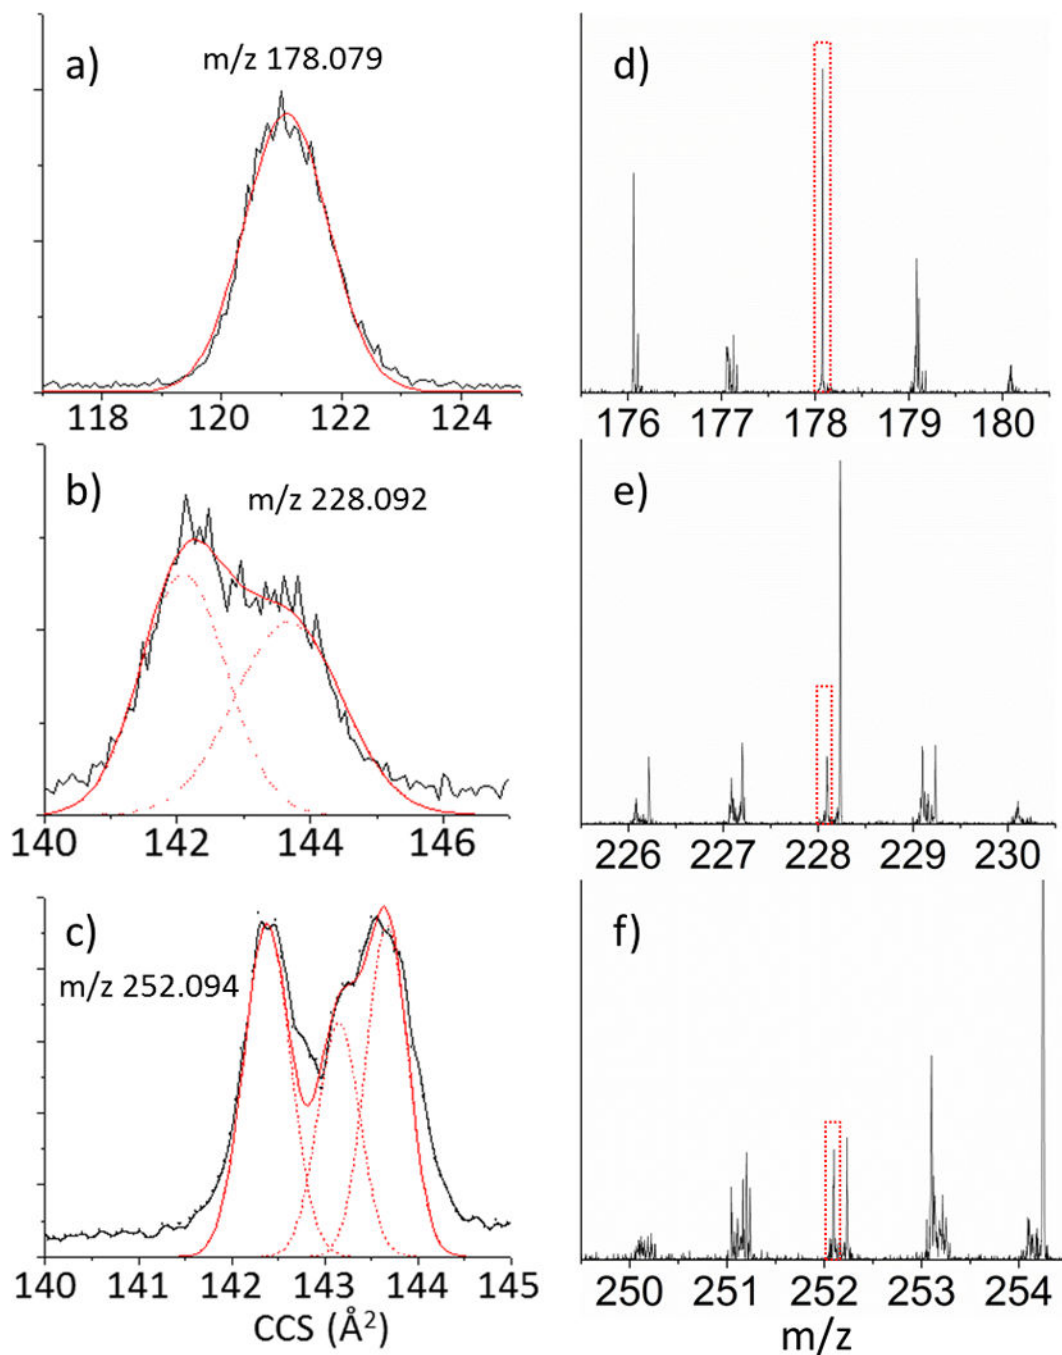 a)
m/z 178.079
118 120 122 124
d)
176 177 178 179 180
b)
m/z 228.092
140 142 144 146
e)
226 227 228 229 230
c)
m/z 252.094
140 141 142 143 144 145
CCS (Å²)
f)
250 251 252 253 254
m/z